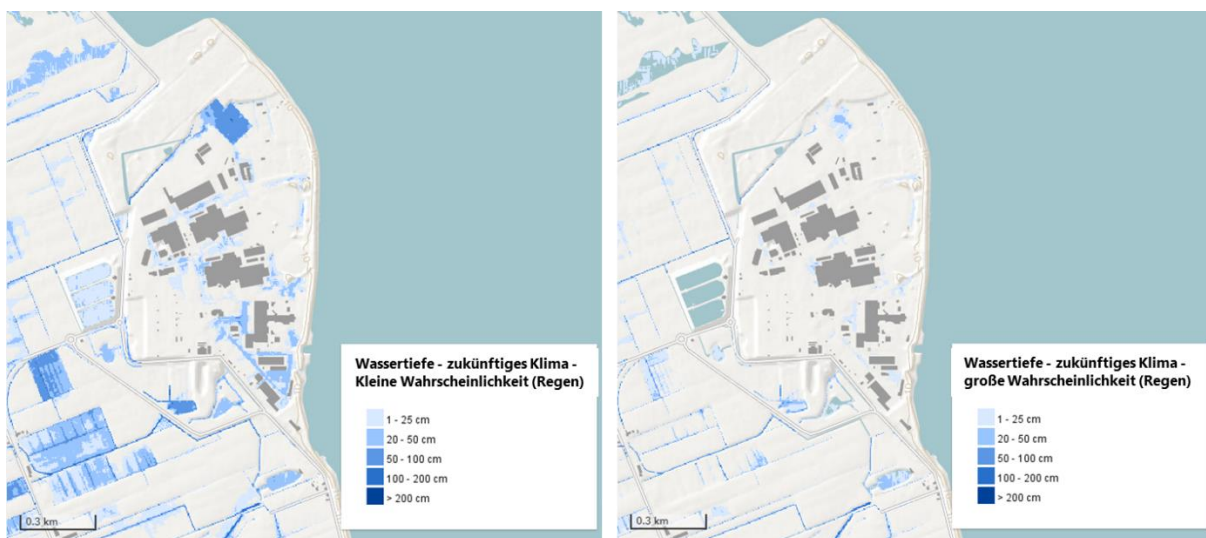 Wassertiefe - zukünftiges Klima -
Kleine Wahrscheinlichkeit (Regen)
1 - 25 cm
20 - 50 cm
50 - 100 cm
100 - 200 cm
> 200 cm
0.3 km
Wassertiefe - zukünftiges Klima -
große Wahrscheinlichkeit (Regen)
1 - 25 cm
20 - 50 cm
50 - 100 cm
100 - 200 cm
> 200 cm
0.3 km